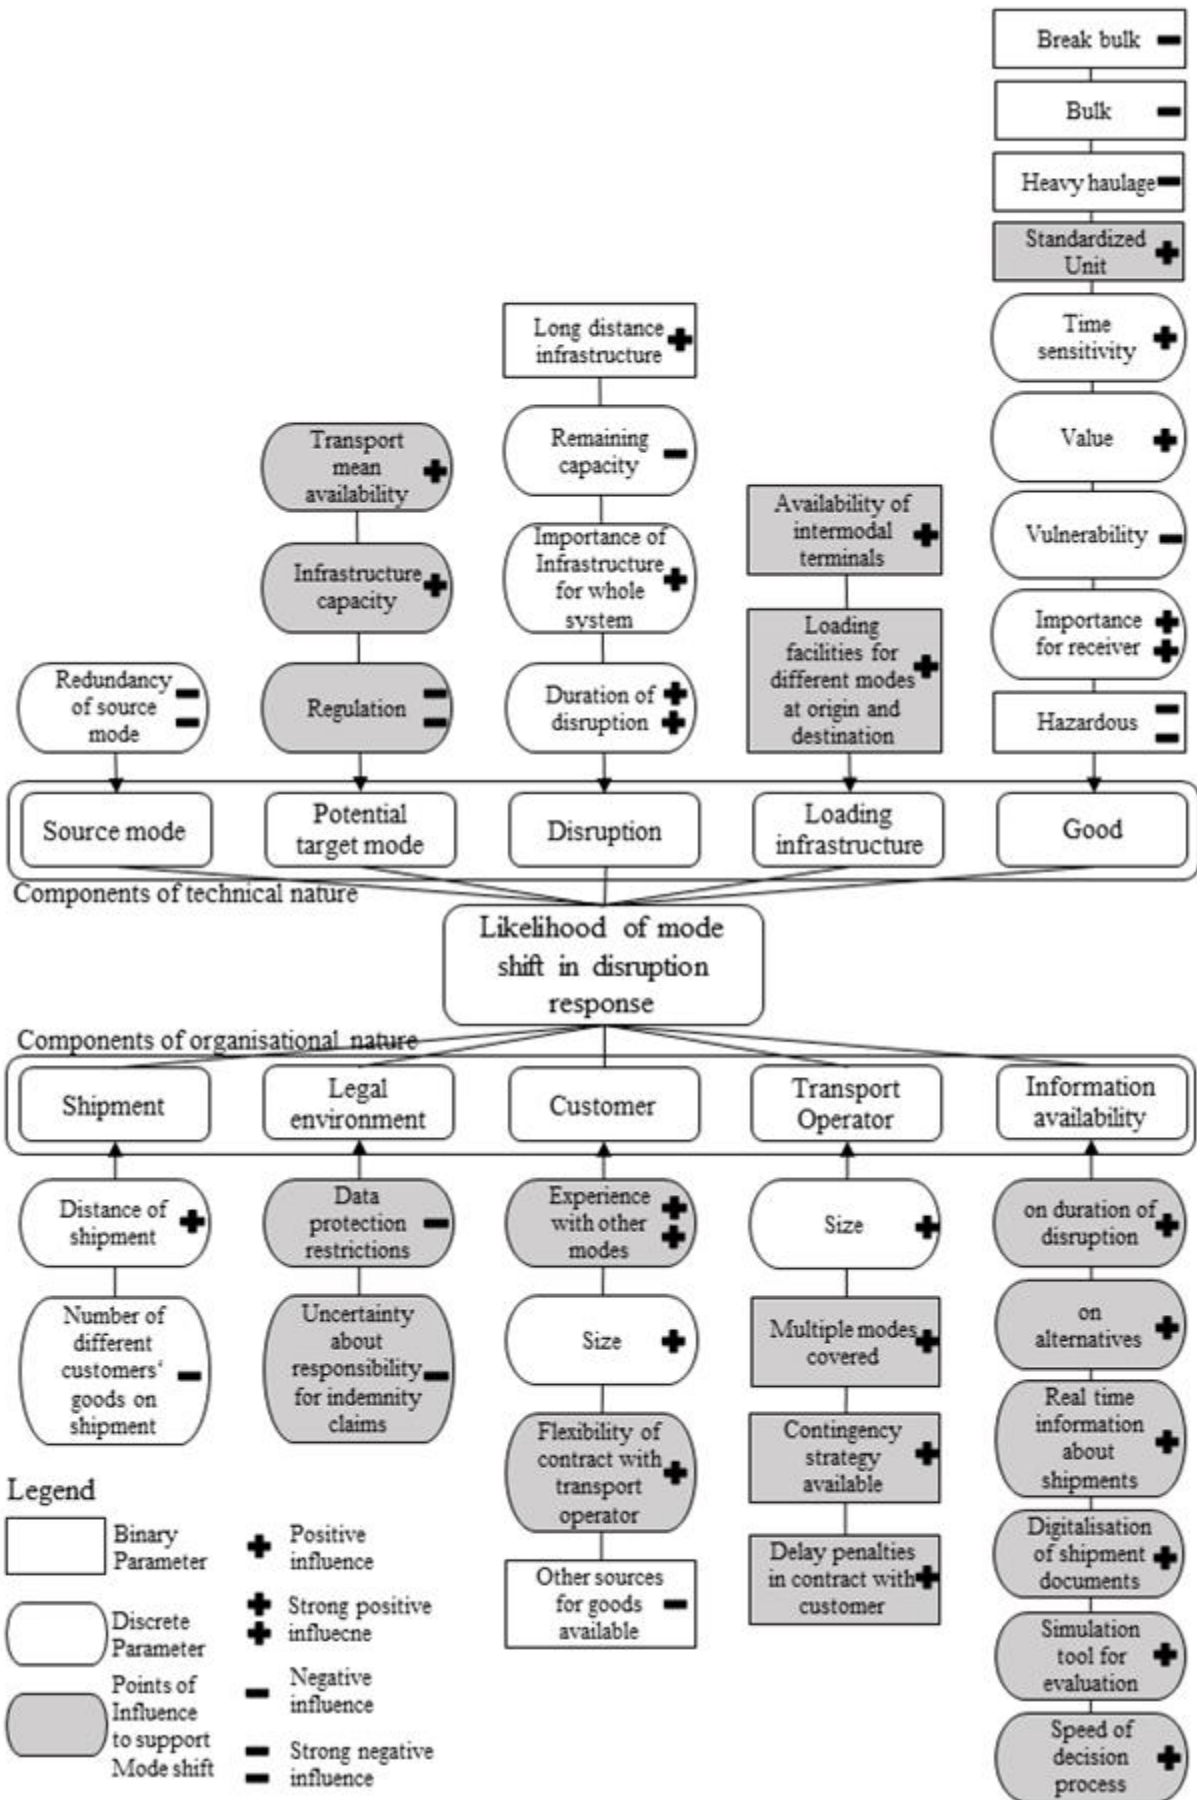 Break bulk
Bulk
Heavy haulage
Standardized
Unit
Time
sensitivity
Value
Vulnerability
Importance
for receiver
Hazardous
Long distance
infrastructure
Remaining
capacity
Importance of
Infrastructure
for whole
system
Duration of
disruption
Transport
mean
availability
Infrastructure
capacity
Regulation
Availability of
intermodal
terminals
Loading
facilities for
different modes
at origin and
destination
Redundancy
of source
mode
Source mode
Potential
target mode
Disruption
Loading
infrastructure
Good
Components of technical nature
Likelihood of mode
shift in disruption
response
Components of organisational nature
Shipment
Legal
environment
Customer
Transport
Operator
Information
availability
Distance of
shipment
Number of
different
customers‘
goods on
shipment
Data
protection
restrictions
Uncertainty
about
responsibility
for indemnity
claims
Experience
with other
modes
Size
Flexibility of
contract with
transport
operator
Other sources
for goods
available
Size
Multiple modes
covered
Contingency
strategy
available
Delay penalties
in contract with
customer
on duration of
disruption
on
alternatives
Real time
information
about
shipments
Digitalisation
of shipment
documents
Simulation
tool for
evaluation
Speed of
decision
process
Legend
Binary
Parameter
Discrete
Parameter
Points of
Influence
to support
Mode shift
Positive
influence
Strong positive
influecne
Negative
influence
Strong negative
influence